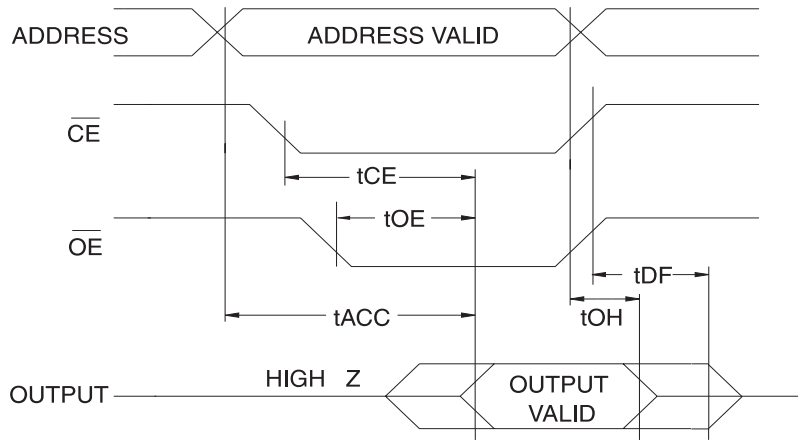 ADDRESS
ADDRESS VALID
CE
tCE
tOE
OE
tDF
tACC
tOH
HIGH Z
OUTPUT
OUTPUT
VALID